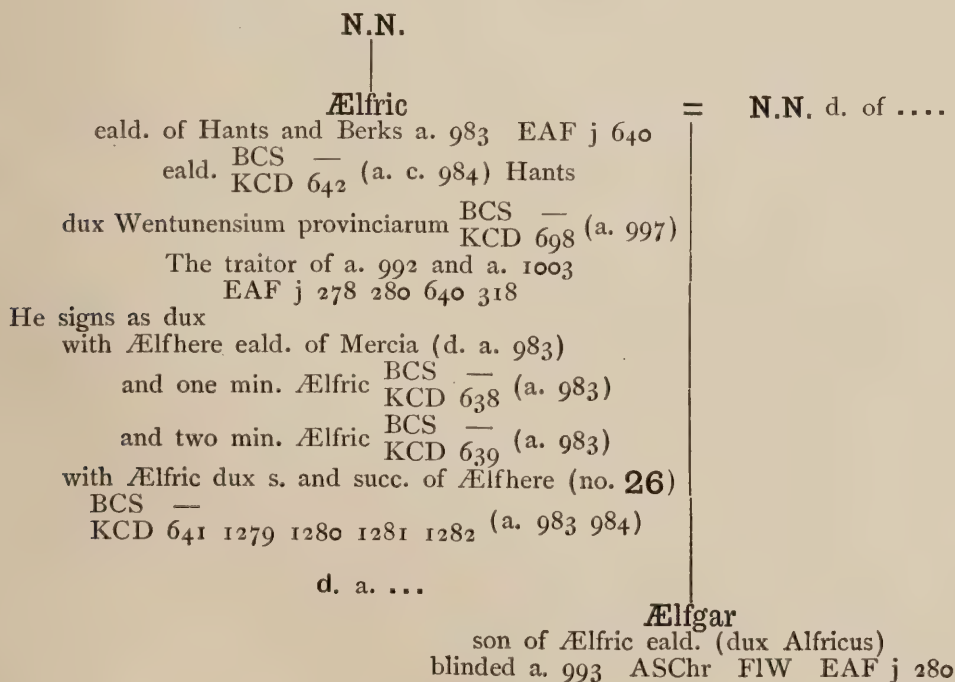 N.N.
Ælfric = N.N. d. of ....
eald. of Hants and Berks a. 983 EAF j 640
eald. BCS — KCD 642 (a. c. 984) Hants
dux Wentunensium provinciarum BCS — KCD 698 (a. 997)
The traitor of a. 992 and a. 1003
EAF j 278 280 640 318
He signs as dux
with Ælfhere eald. of Mercia (d. a. 983)
and one min. Ælfric BCS — KCD 638 (a. 983)
and two min. Ælfric BCS — KCD 639 (a. 983)
with Ælfric dux s. and succ. of Ælfhere (no. 26)
BCS —
KCD 641 1279 1280 1281 1282 (a. 983 984)
d. a. ...
Ælfgar
son of Ælfric eald. (dux Alfricus)
blinded a. 993 ASChr FlW EAF j 280